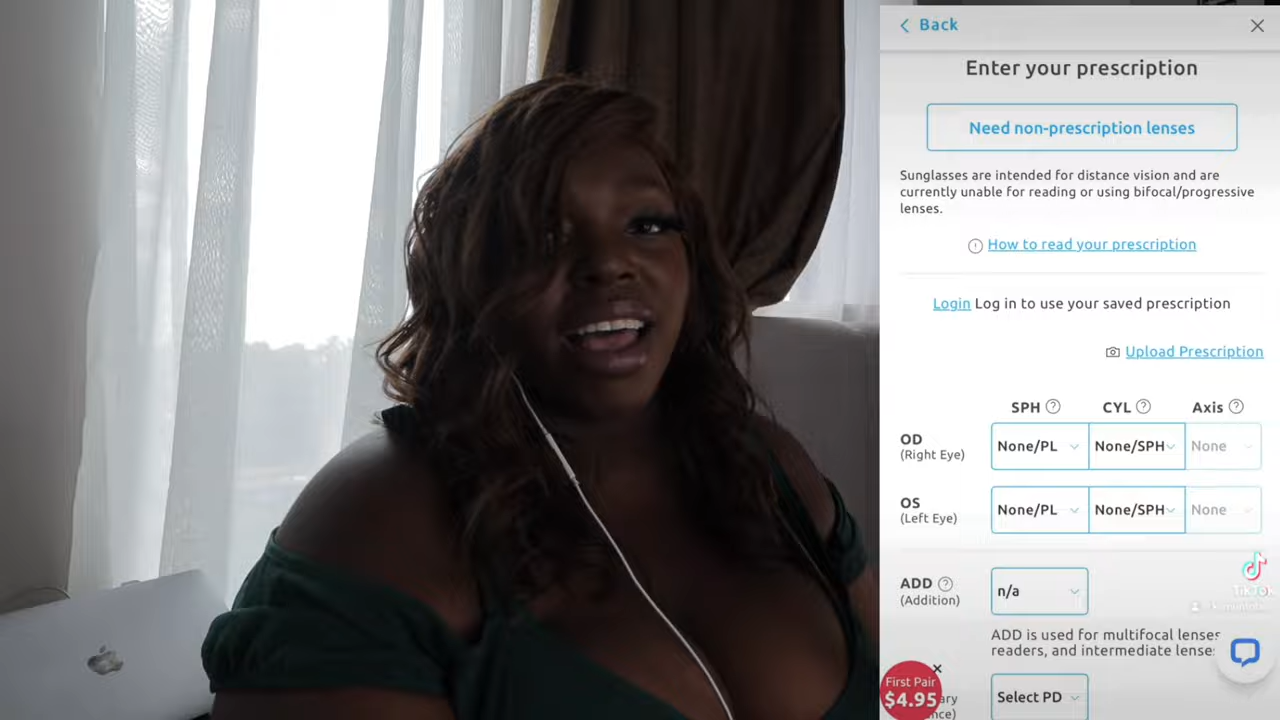 Back
Enter your prescription
Need non-prescription lenses
Sunglasses are intended for distance vision and are
currently unable for reading or using bifocal/progressive
lenses.
How to read your prescription
Login Log in to use your saved prescription
Upload Prescription
SPH CYL Axis
OD
(Right Eye)
None/PL None/SPH None
OS
(Left Eye)
None/PL None/SPH None
ADD
(Addition)
n/a
TikTok
ADD is used for multifocal lenses
readers, and intermediate lense
First Pair
$4.95
Select PD